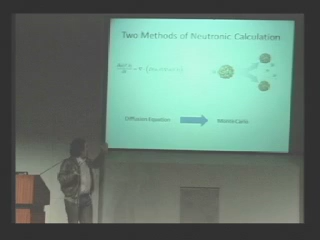 Two Methods of Neutronic Calculation
Diffusion Equation
Monte Carlo